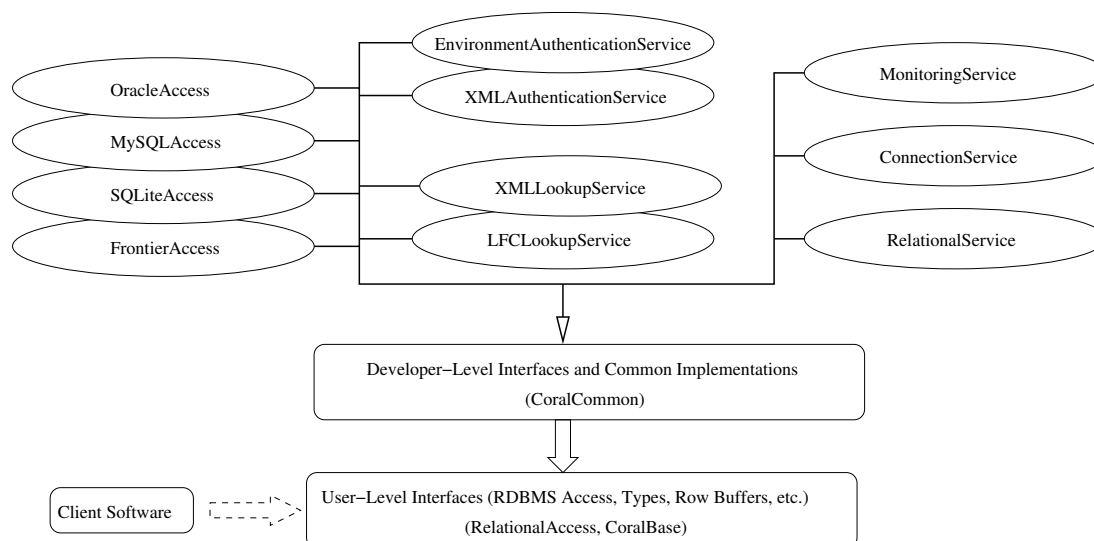 OracleAccess
MySQLAccess
SQLiteAccess
FrontierAccess
EnvironmentAuthenticationService
XMLAuthenticationService
XMLLookupService
LFCLookupService
MonitoringService
ConnectionService
RelationalService
Developer−Level Interfaces and Common Implementations
(CoralCommon)
Client Software
User−Level Interfaces (RDBMS Access, Types, Row Buffers, etc.)
(RelationalAccess, CoralBase)